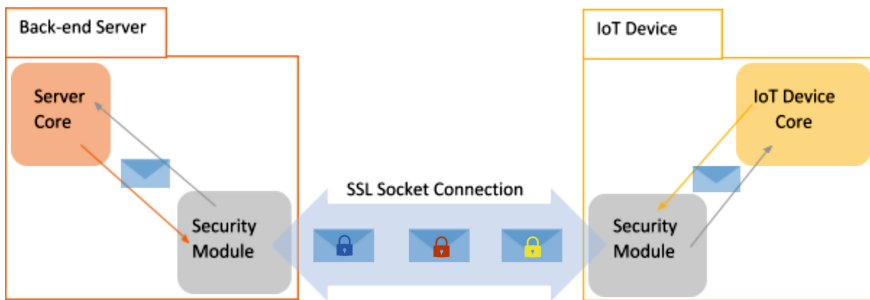 Back-end Server
IoT Device
Server
Core
IoT Device
Core
SSL Socket Connection
Security
Module
Security
Module